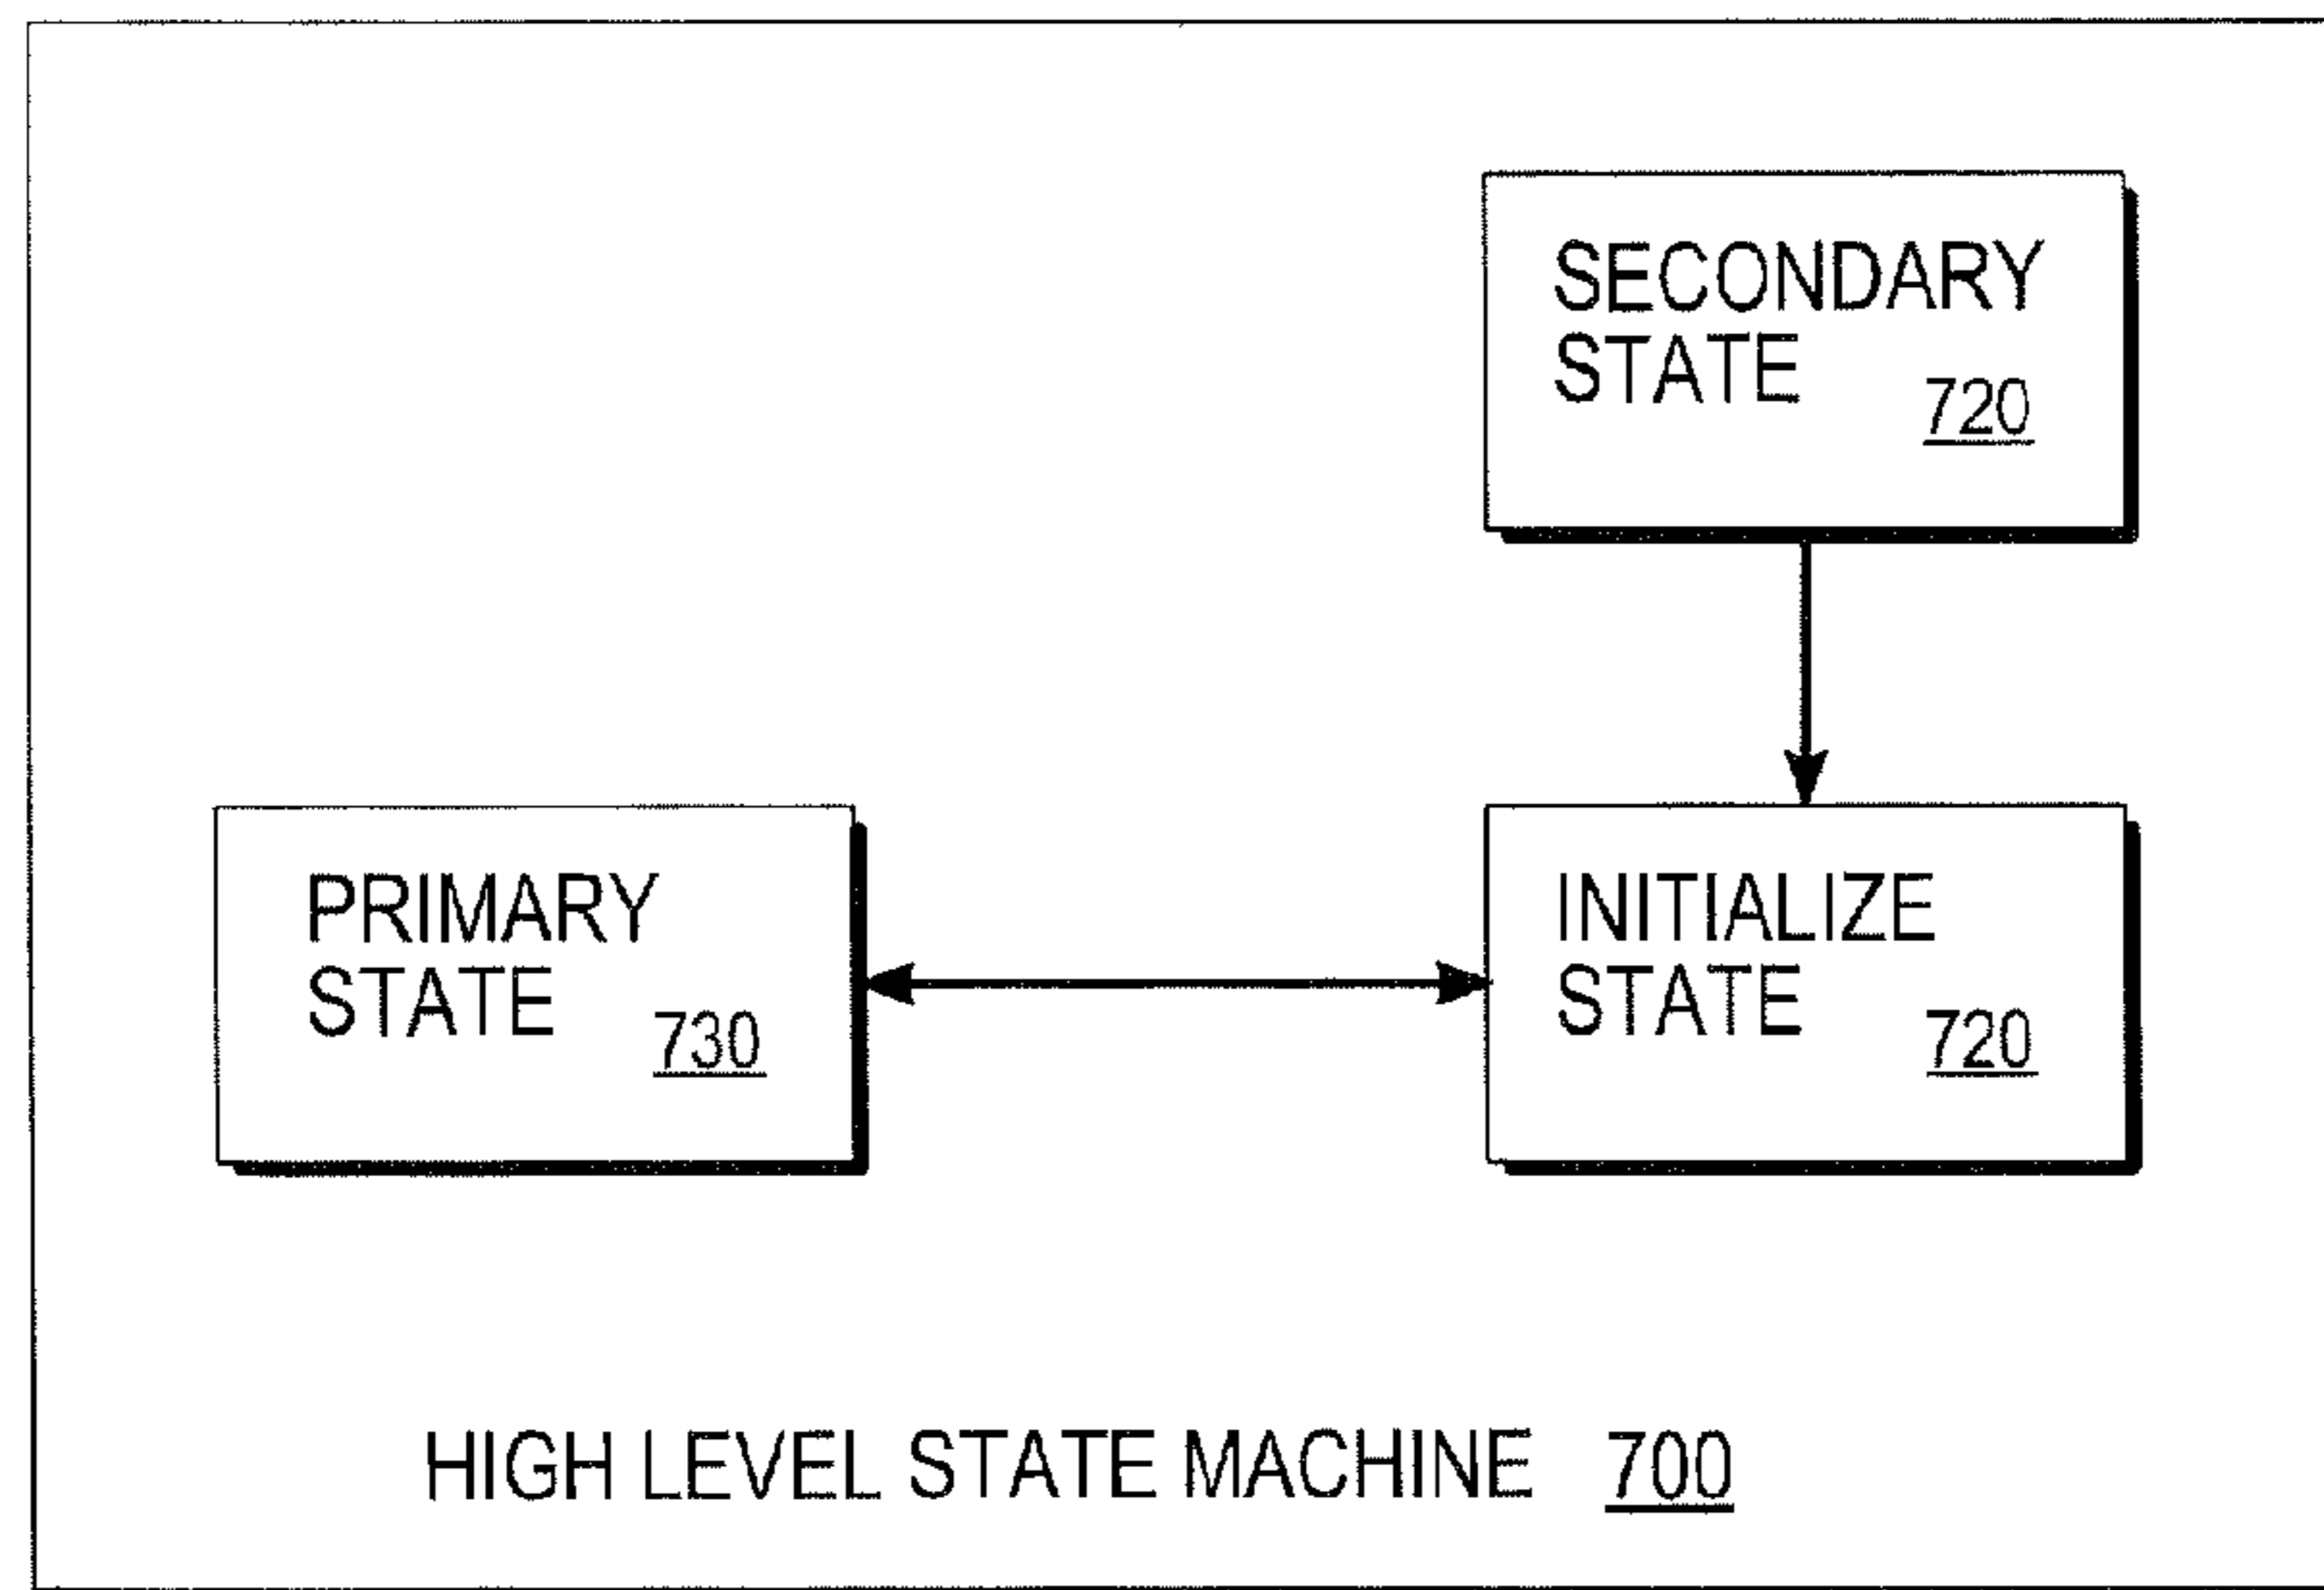 SECONDARY
STATE
720
PRIMARY
STATE
730
INITIALIZE
STATE
720
HIGH LEVEL STATE MACHINE 700